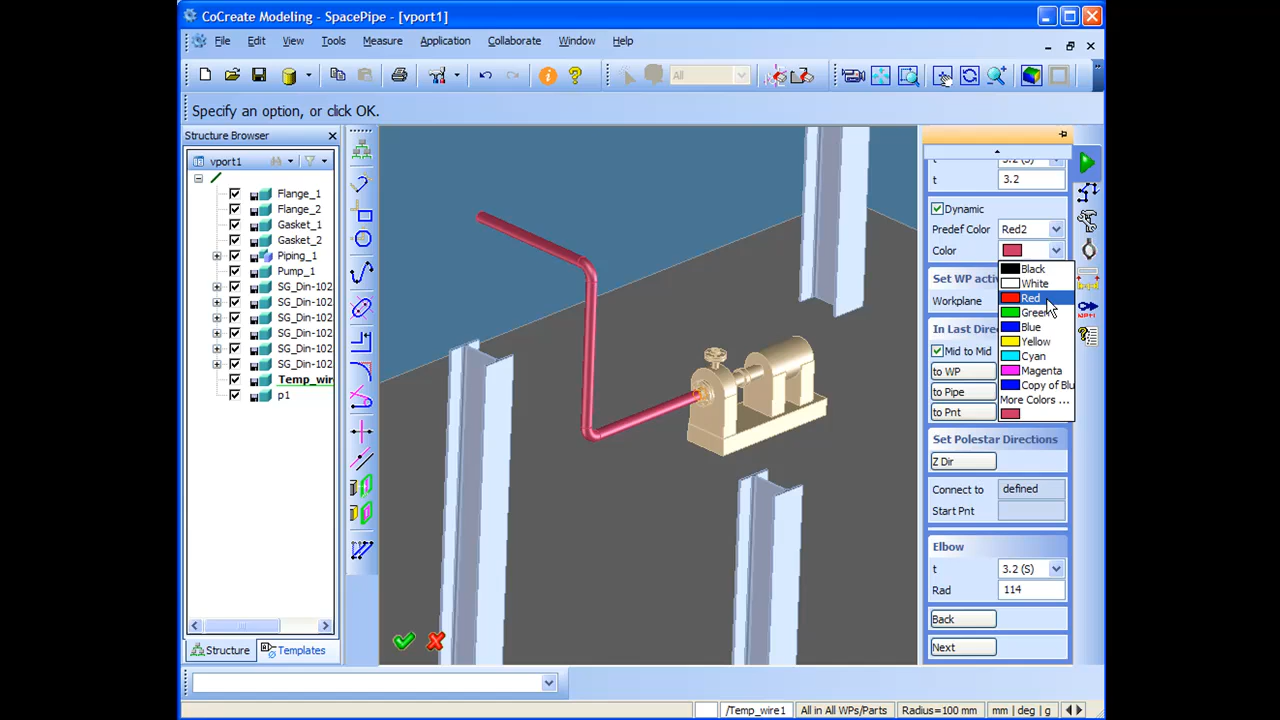 CoCreate Modeling - SpacePipe - [vport1]
File Edit View Tools Measure Application Collaborate Window Help
All
Specify an option, or click OK.
Structure Browser
vport1
Flange_1
Flange_2
Gasket_1
Gasket_2
Piping_1
Pump_1
SG_Din-102
SG_Din-102
SG_Din-102
SG_Din-102
SG_Din-102
SG_Din-102
Temp_wire
p1
Structure Templates
t 3.2 (S)
t 3.2
Dynamic
Predef Color Red2
Color
Black
White
Red
Green
Blue
Yellow
Cyan
Magenta
Copy of Blu
More Colors ...
Set WP activ
Workplane
In Last Dire
Mid to Mid
to WP
to Pipe
to Pnt
Set Polestar Directions
Z Dir
Connect to defined
Start Pnt
Elbow
t 3.2 (S)
Rad 114
Back
Next
/Temp_wire1 All in All WPs/Parts Radius=100 mm mm | deg | g